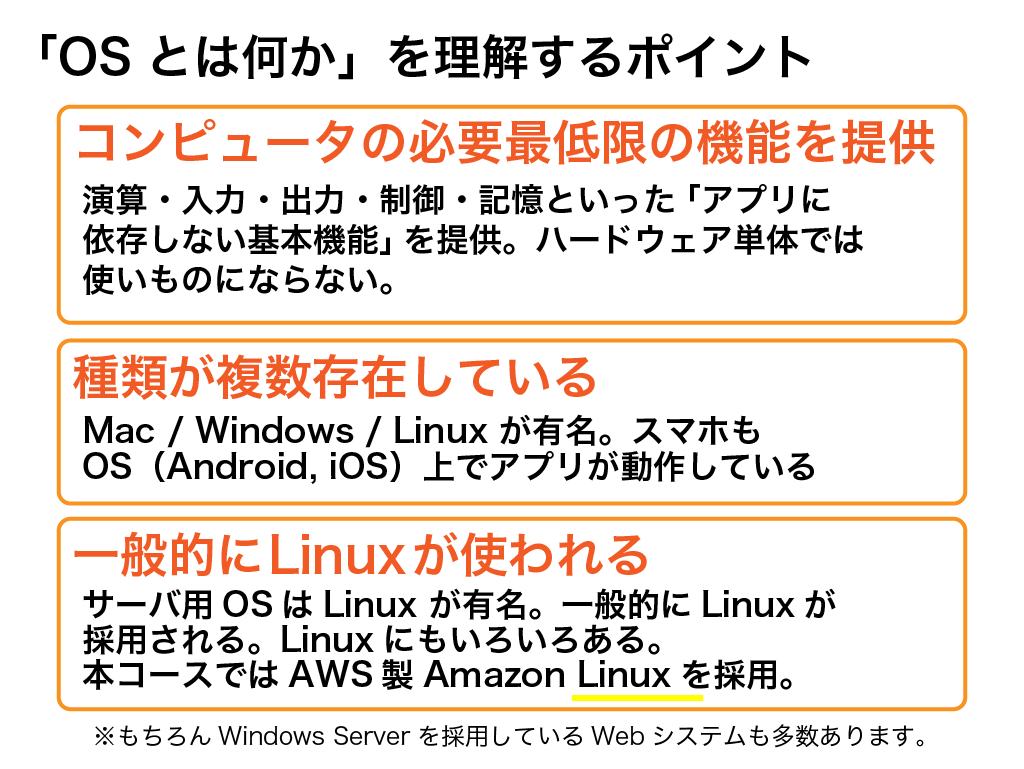 「OS とは何か」を理解するポイント
コンピュータの必要最低限の機能を提供
演算・入力・出力・制御・記憶といった「アプリに
依存しない基本機能」を提供。ハードウェア単体では
使いものにならない。
種類が複数存在している
Mac / Windows / Linux が有名。スマホも
OS（Android, iOS）上でアプリが動作している
一般的にLinuxが使われる
サーバ用 OS は Linux が有名。一般的に Linux が
採用される。Linux にもいろいろある。
本コースでは AWS 製 Amazon Linux を採用。
※もちろん Windows Server を採用している Web システムも多数あります。